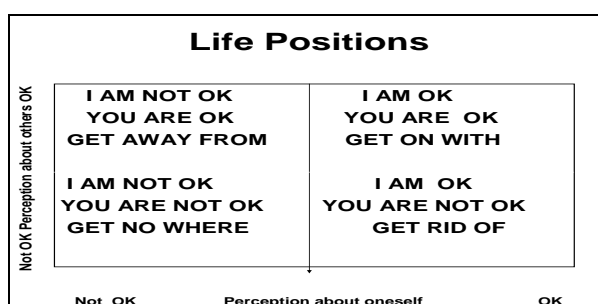 Life Positions
Not OK Perception about others OK
I AM NOT OK
YOU ARE OK
GET AWAY FROM
I AM OK
YOU ARE OK
GET ON WITH
I AM NOT OK
YOU ARE NOT OK
GET NO WHERE
I AM OK
YOU ARE NOT OK
GET RID OF
Not OK Perception about oneself OK